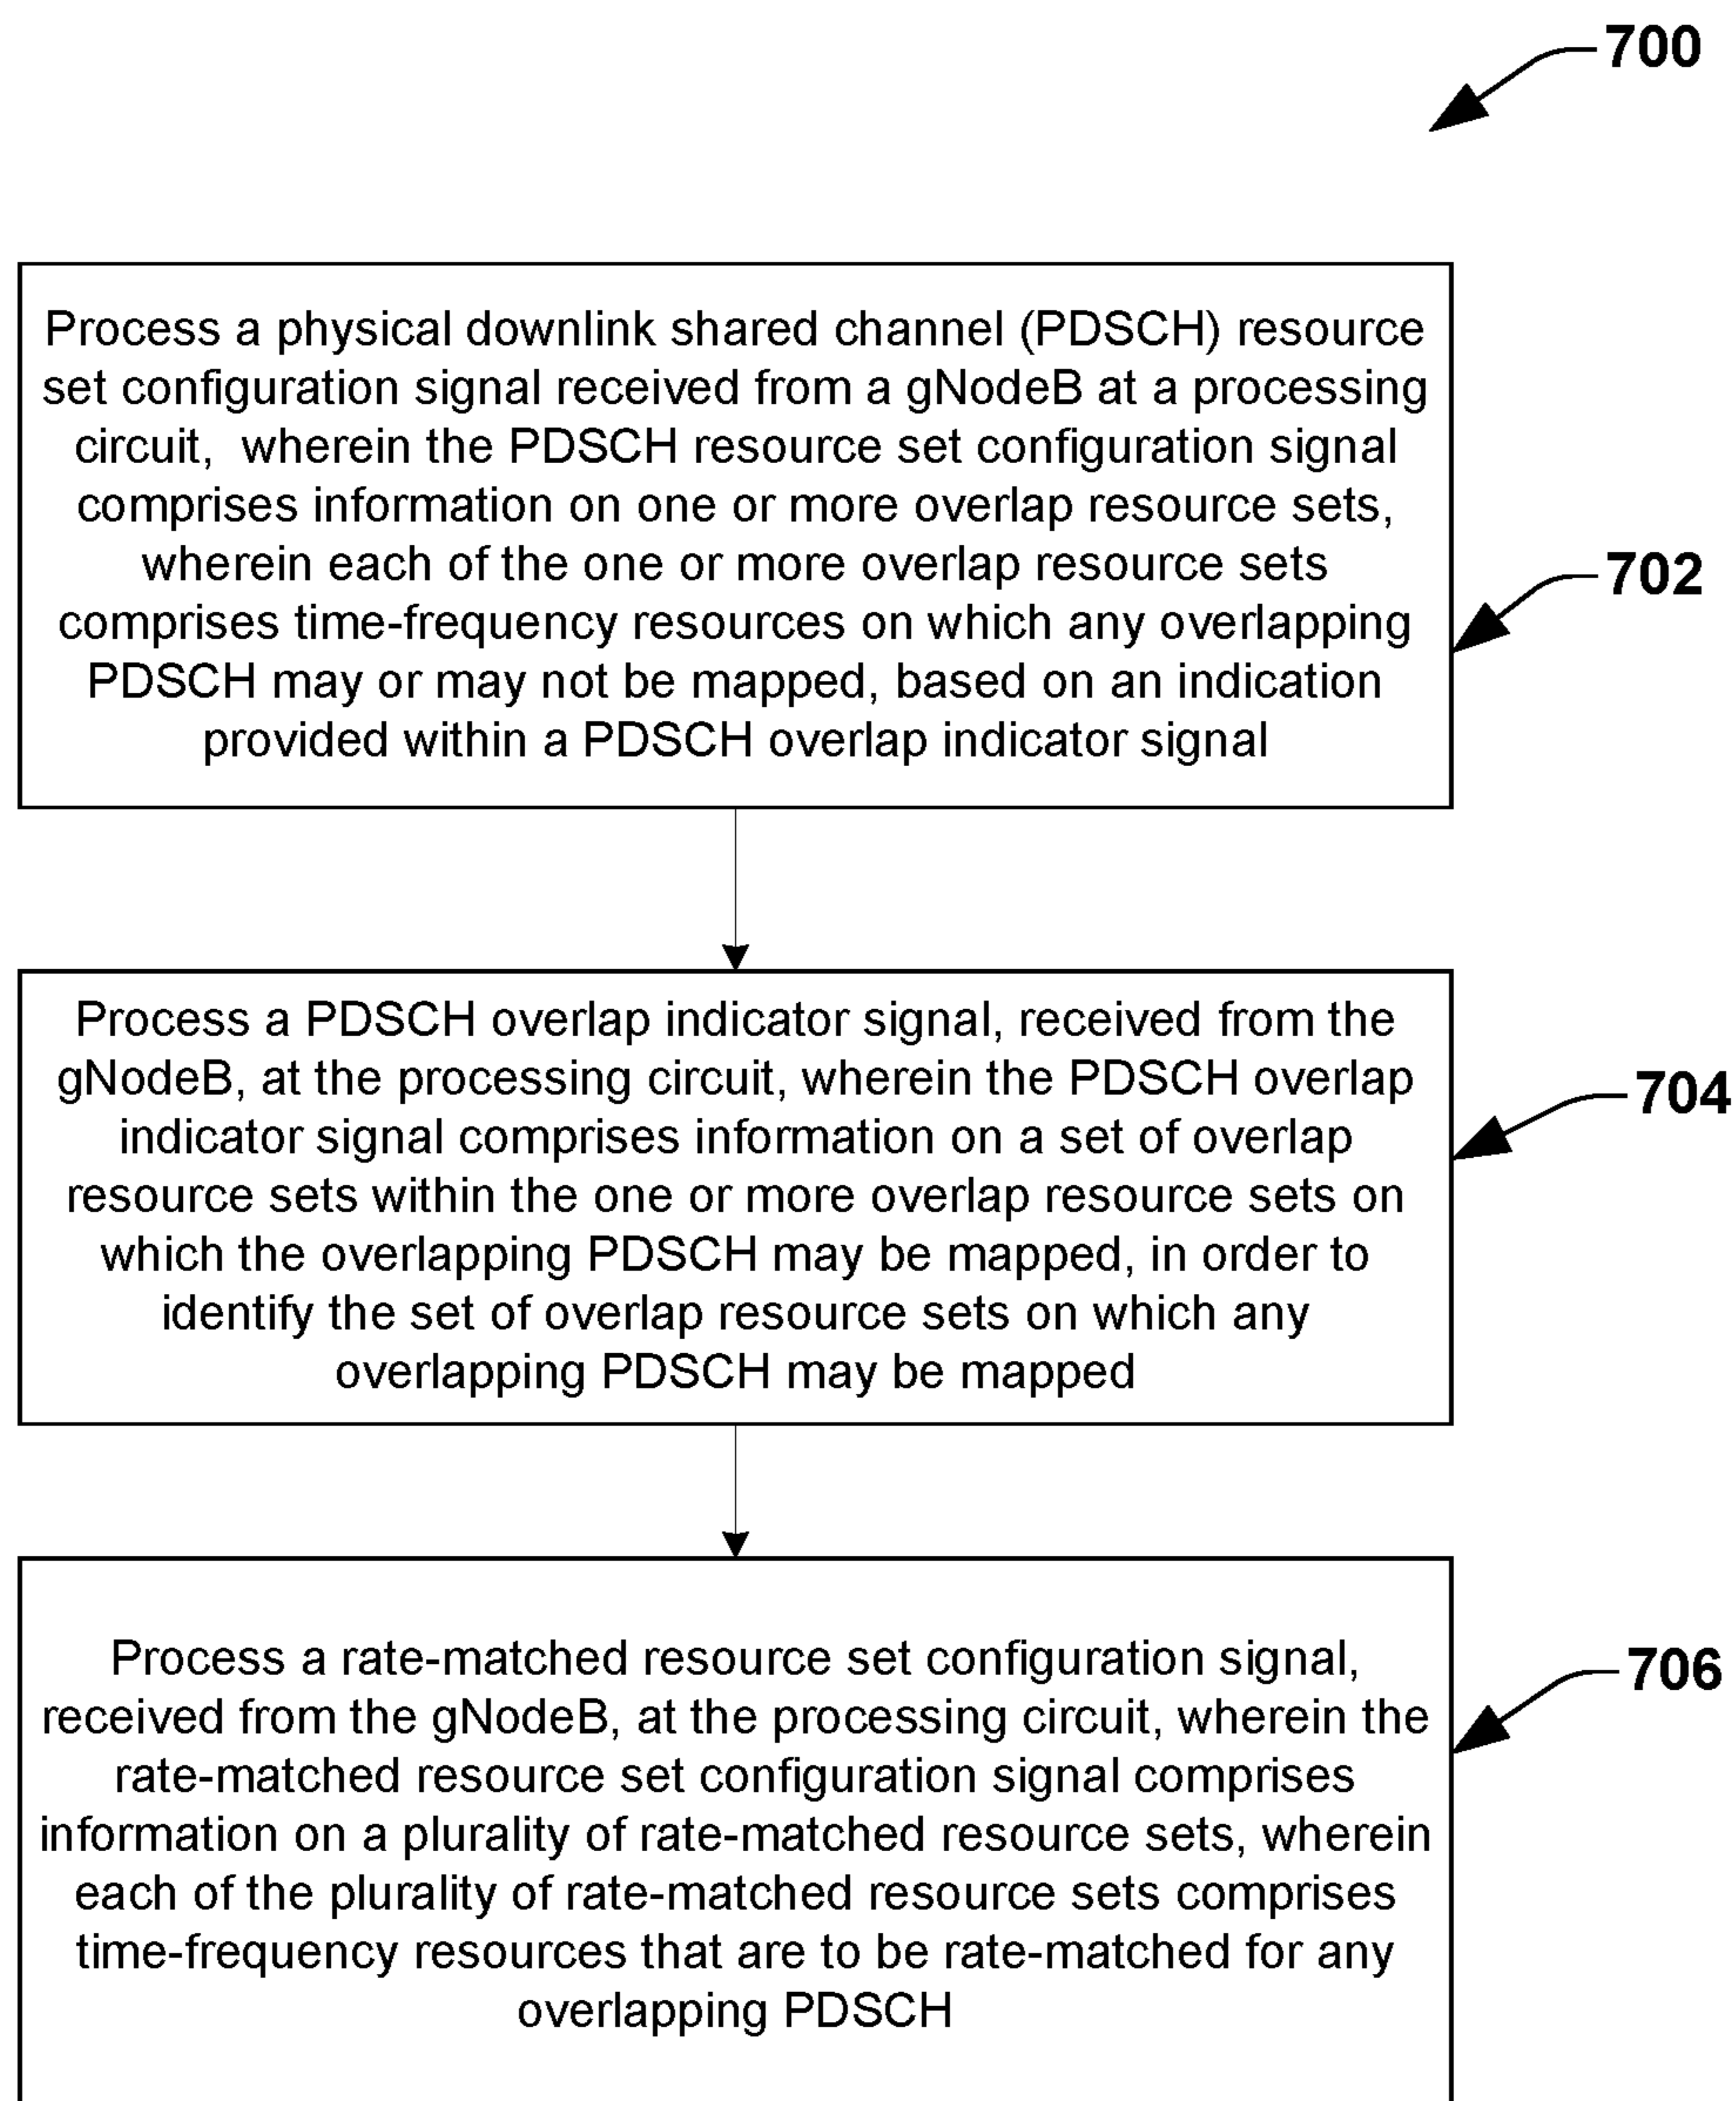 700
Process a physical downlink shared channel (PDSCH) resource
set configuration signal received from a gNodeB at a processing
circuit, wherein the PDSCH resource set configuration signal
comprises information on one or more overlap resource sets,
wherein each of the one or more overlap resource sets
comprises time-frequency resources on which any overlapping
PDSCH may or may not be mapped, based on an indication
provided within a PDSCH overlap indicator signal
702
Process a PDSCH overlap indicator signal, received from the
gNodeB, at the processing circuit, wherein the PDSCH overlap
indicator signal comprises information on a set of overlap
resource sets within the one or more overlap resource sets on
which the overlapping PDSCH may be mapped, in order to
identify the set of overlap resource sets on which any
overlapping PDSCH may be mapped
704
Process a rate-matched resource set configuration signal,
received from the gNodeB, at the processing circuit, wherein the
rate-matched resource set configuration signal comprises
information on a plurality of rate-matched resource sets, wherein
each of the plurality of rate-matched resource sets comprises
time-frequency resources that are to be rate-matched for any
overlapping PDSCH
706